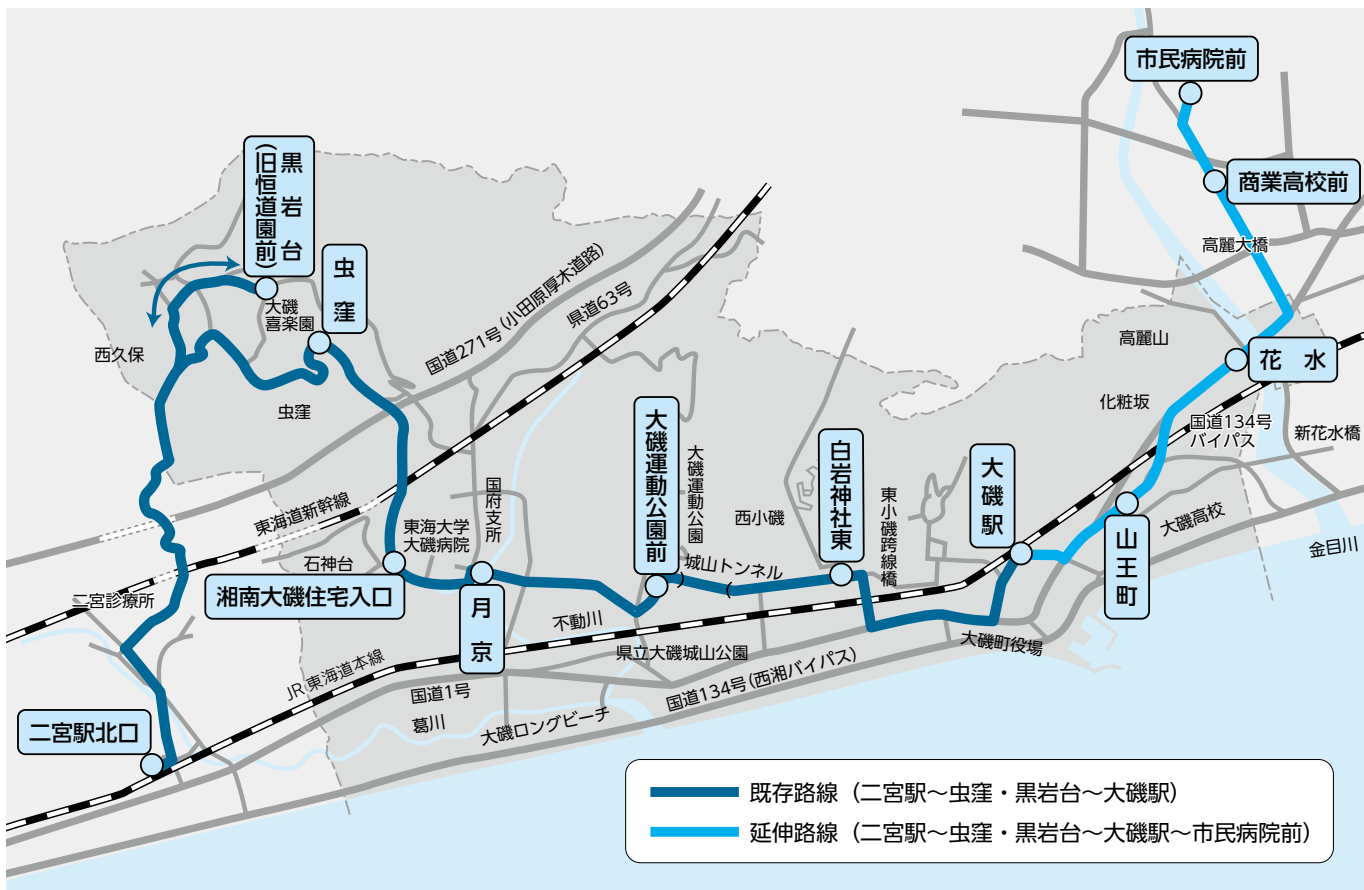 市民病院前
商業高校前
高麗大橋
黒岩台
(旧恒道園前)
虫窪
大磯
喜楽園
国道271号(小田原厚木道路)
県道63号
西久保
虫窪
高麗山
花水
化粧坂
国道134号
バイパス
新花水橋
大磯運動公園前
大磯運動公園
白岩神社東
大磯駅
東海道新幹線
国府支所
西小磯
東小磯跨線橋
山王町
大磯高校
金目川
東海大学
大磯病院
石神台
城山トンネル
湘南大磯住宅入口
月京
不動川
二宮診療所
県立大磯城山公園
大磯町役場
JR東海道本線
国道1号
国道134号(西湘バイパス)
葛川
大磯ロングビーチ
二宮駅北口
既存路線(二宮駅~虫窪・黒岩台~大磯駅)
延伸路線(二宮駅~虫窪・黒岩台~大磯駅~市民病院前)